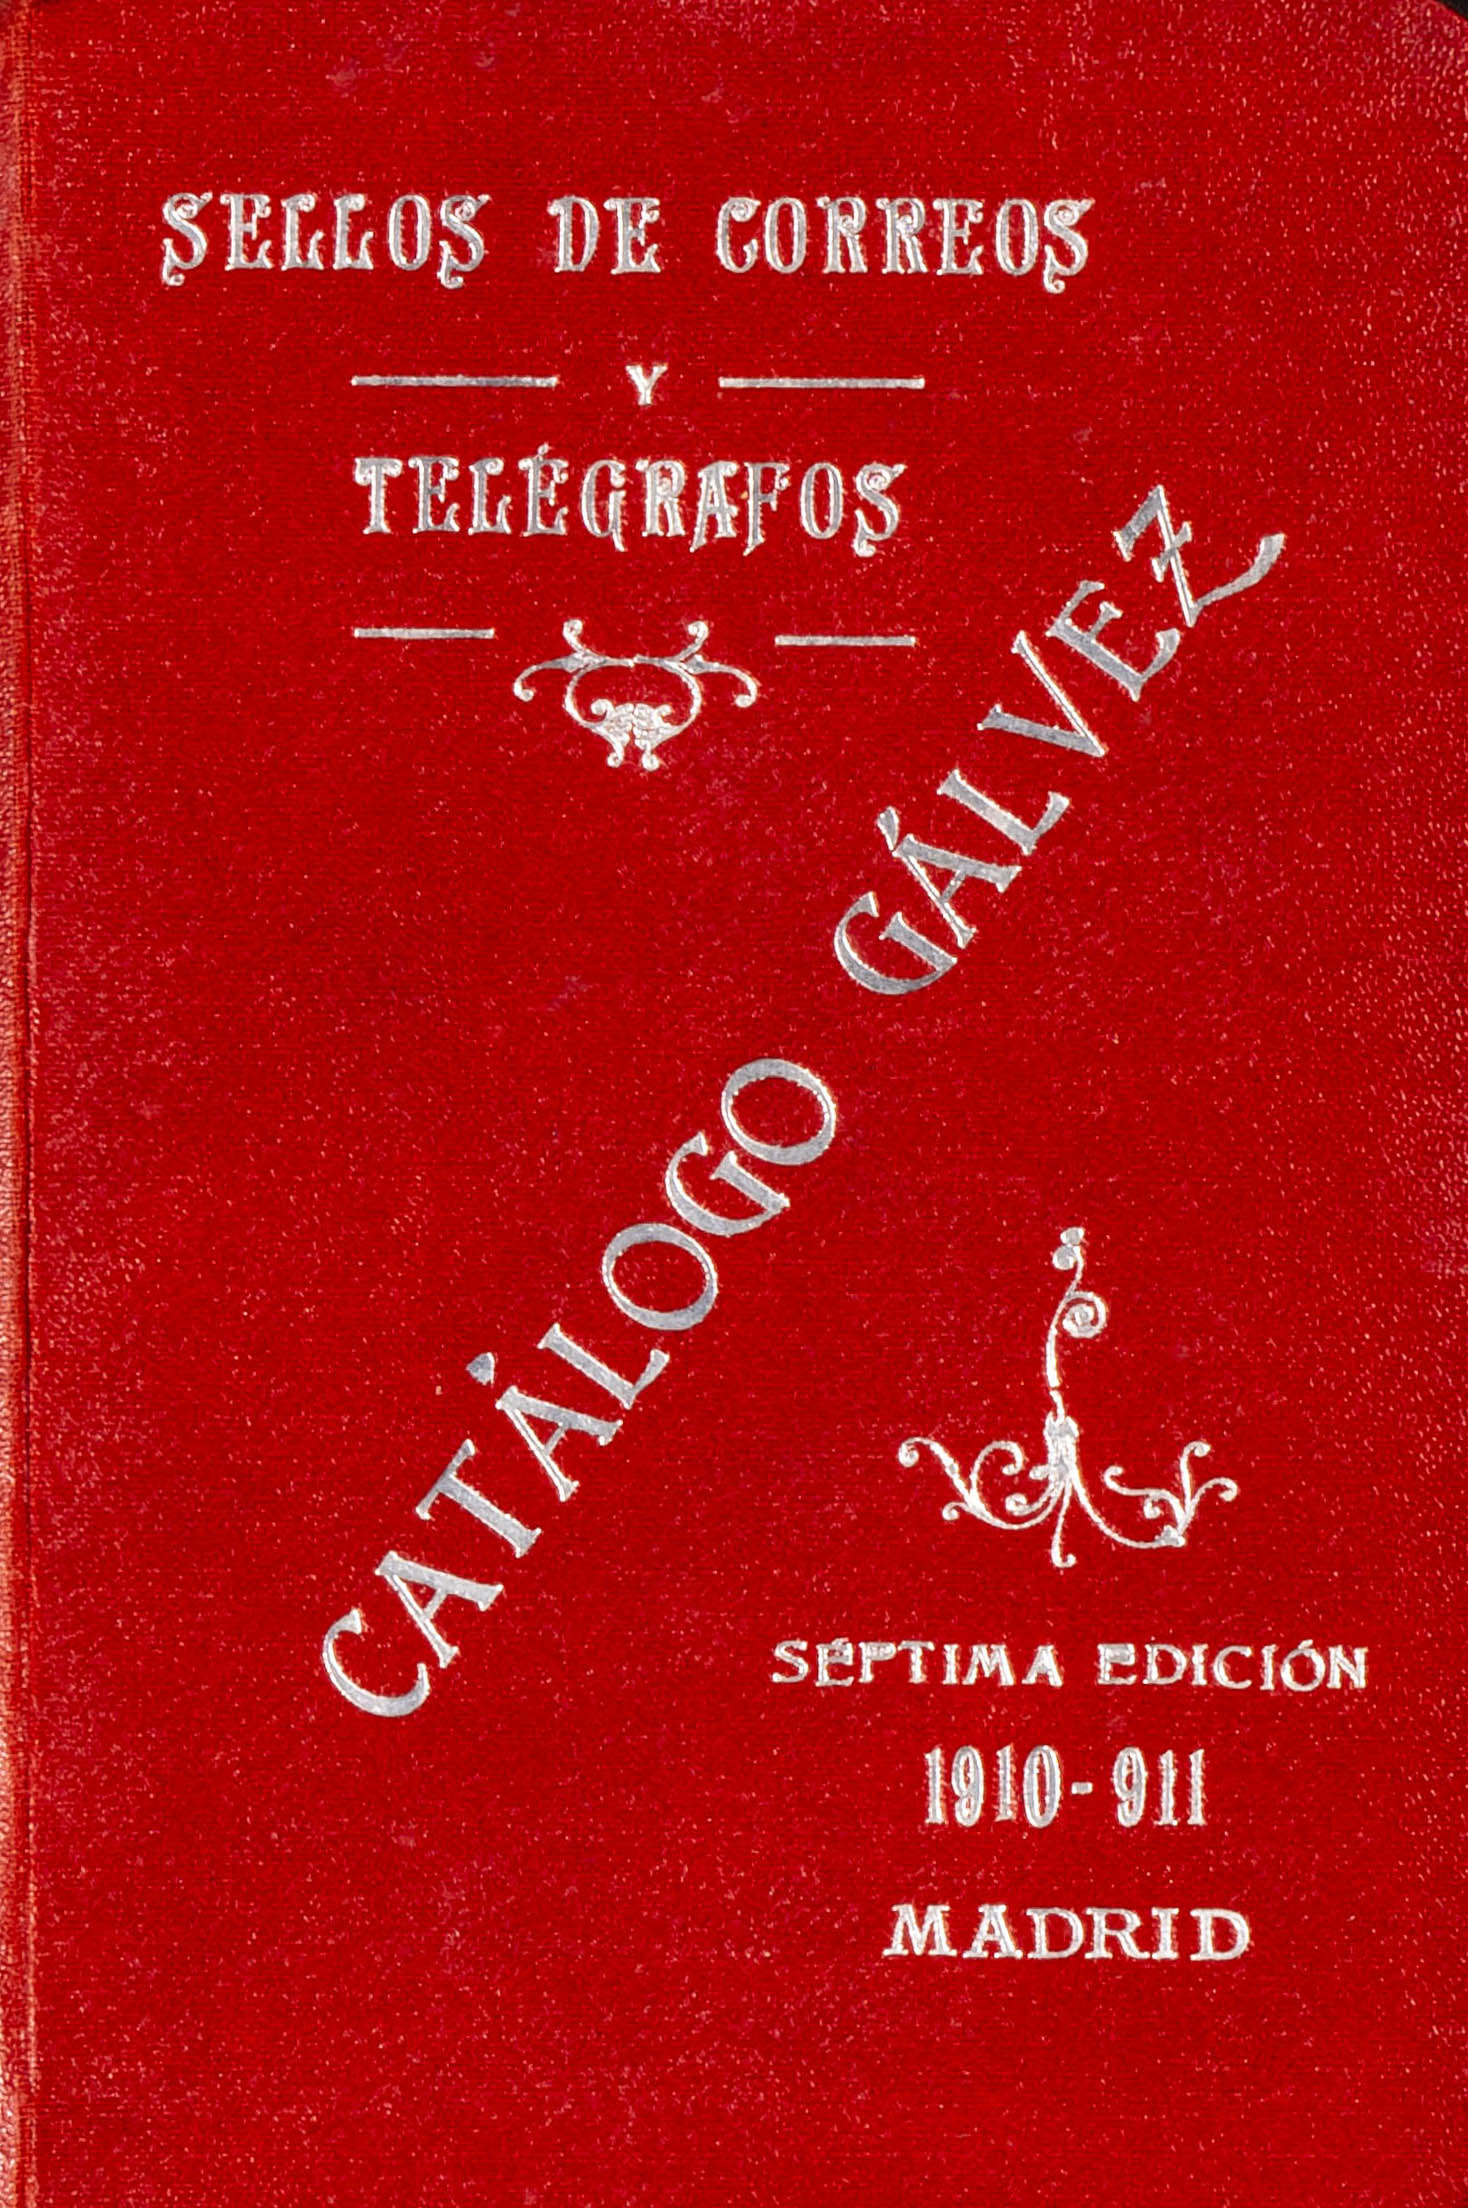 SELLOS DE CORREOS
Y
TELÉGRAFOS
CATÁLOGO GÁLVEZ
SÉPTIMA EDICIÓN
1910-911
MADRID